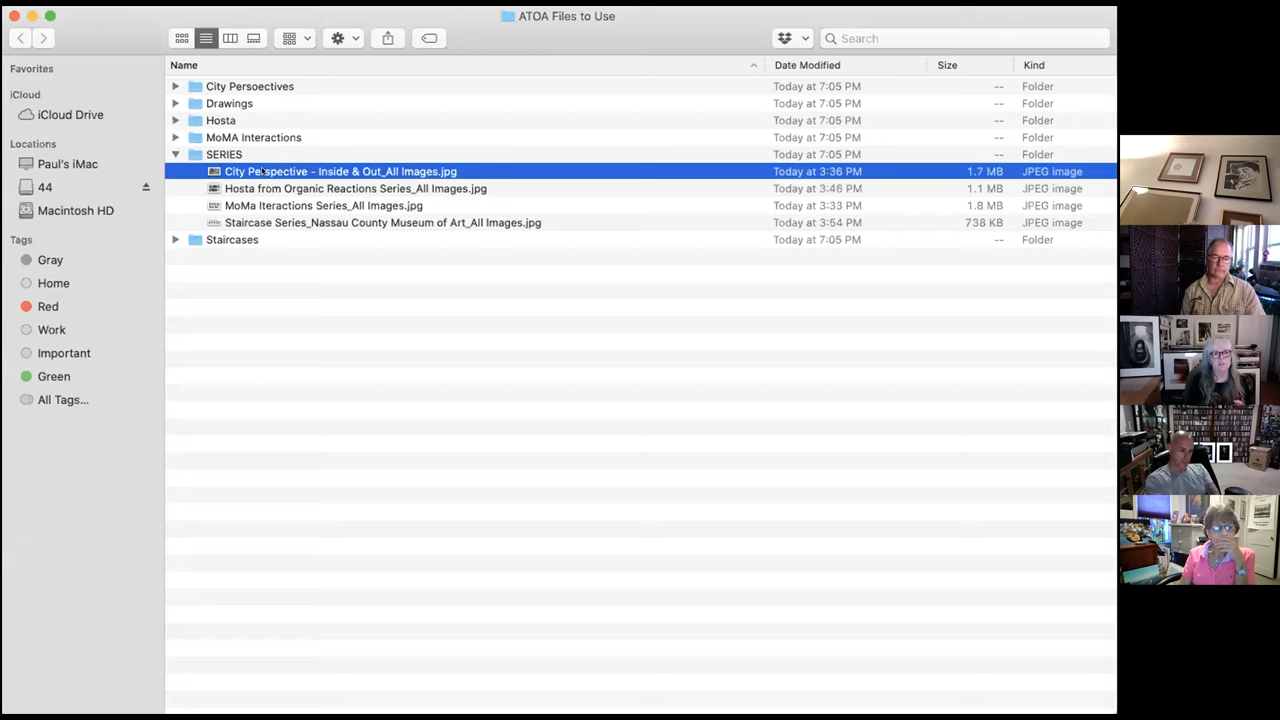 ATOA Files to Use
Search
Favorites
iCloud
iCloud Drive
Locations
Paul's iMac
44
Macintosh HD
Tags
Gray
Home
Red
Work
Important
Green
All Tags...
Name Date Modified Size Kind
City Persoectives Today at 7:05 PM -- Folder
Drawings Today at 7:05 PM -- Folder
Hosta Today at 7:05 PM -- Folder
MoMA Interactions Today at 7:05 PM -- Folder
SERIES Today at 7:05 PM -- Folder
City Perspective - Inside & Out_All Images.jpg Today at 3:36 PM 1.7 MB JPEG image
Hosta from Organic Reactions Series_All Images.jpg Today at 3:46 PM 1.1 MB JPEG image
MoMa Iteractions Series_All Images.jpg Today at 3:33 PM 1.8 MB JPEG image
Staircase Series_Nassau County Museum of Art_All Images.jpg Today at 3:54 PM 738 KB JPEG image
Staircases Today at 7:05 PM -- Folder